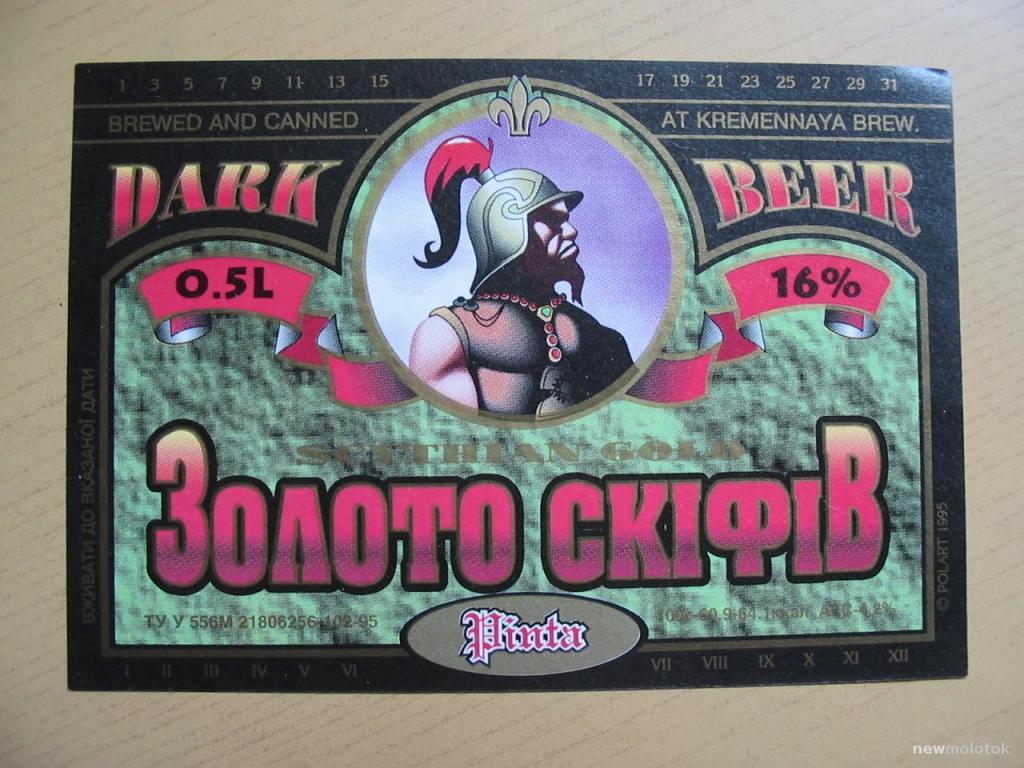 1 3 5 7 9 11 13 15 17 19 21 23 25 27 29 31
BREWED AND CANNED AT KREMENNAYA BREW.
DARK BEER
0.5L 16%
SCYTHIAN GOLD
ЗОЛОТО СКІФІВ
ТУ У 556М 21806256-102-95
Pinta
I II III IV V VI VII VIII IX X XI XII
ВЖИВАТИ ДО ВКАЗАНОЇ ДАТИ
© POLART 1995
newmolotok